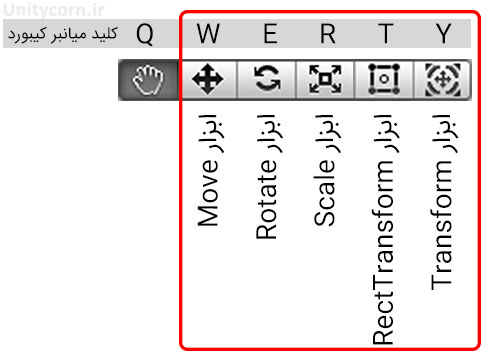 Unitycorn.ir
کلید میانبر کیبورد Q W E R T Y
ابزار Move
ابزار Rotate
ابزار Scale
ابزار RectTransform
ابزار Transform